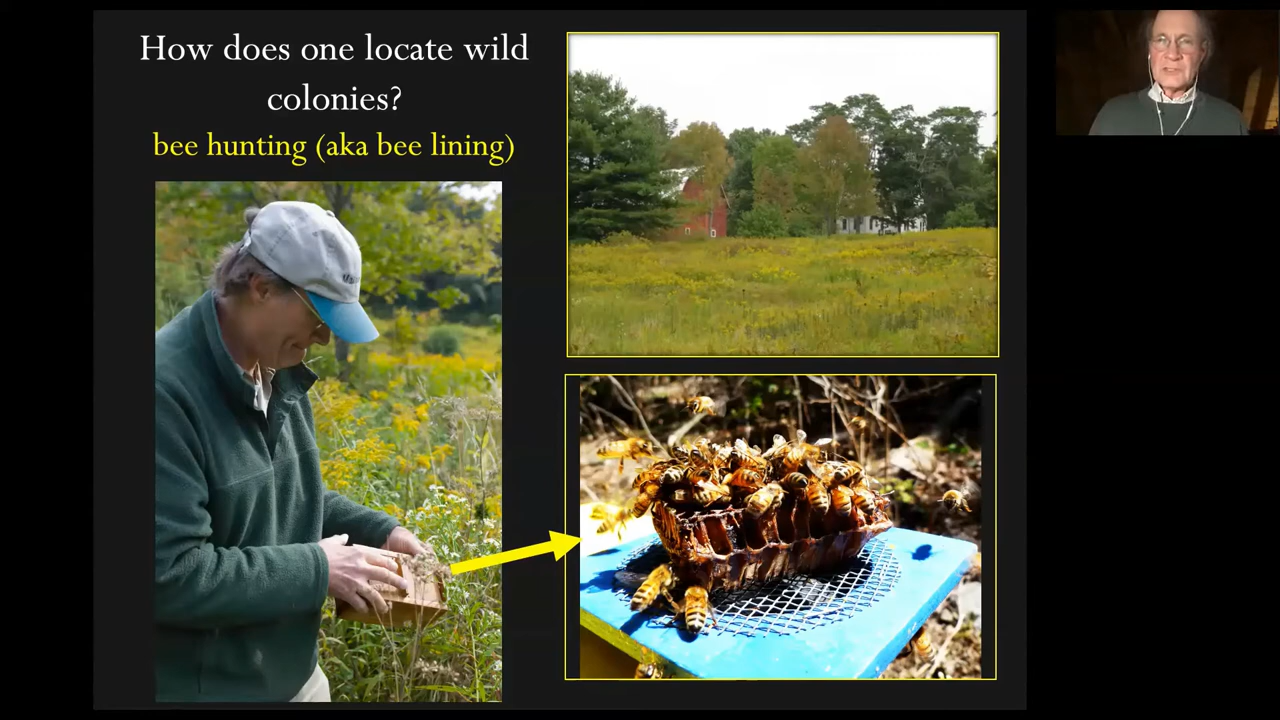 How does one locate wild
colonies?
bee hunting (aka bee lining)